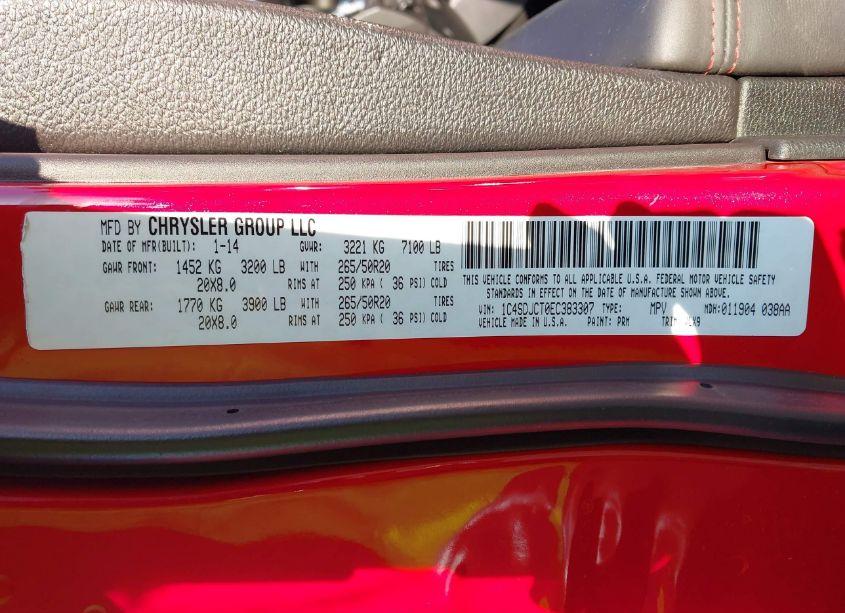 MFD BY CHRYSLER GROUP LLC
DATE OF MFR(BUILT): 1-14 GVWR: 3221 KG 7100 LB
GAWR FRONT: 1452 KG 3200 LB WITH 265/50R20 TIRES
20X8.0 RIMS AT 250 KPA ( 36 PSI) COLD
GAWR REAR: 1770 KG 3900 LB WITH 265/50R20 TIRES
20X8.0 RIMS AT 250 KPA ( 36 PSI) COLD
THIS VEHICLE CONFORMS TO ALL APPLICABLE U.S.A. FEDERAL MOTOR VEHICLE SAFETY
STANDARDS IN EFFECT ON THE DATE OF MANUFACTURE SHOWN ABOVE.
VIN: 1C4SDJCT0EC383307 TYPE: MPV MDH:011904 038AA
VEHICLE MADE IN U.S.A. PAINT: PRM TRIM: